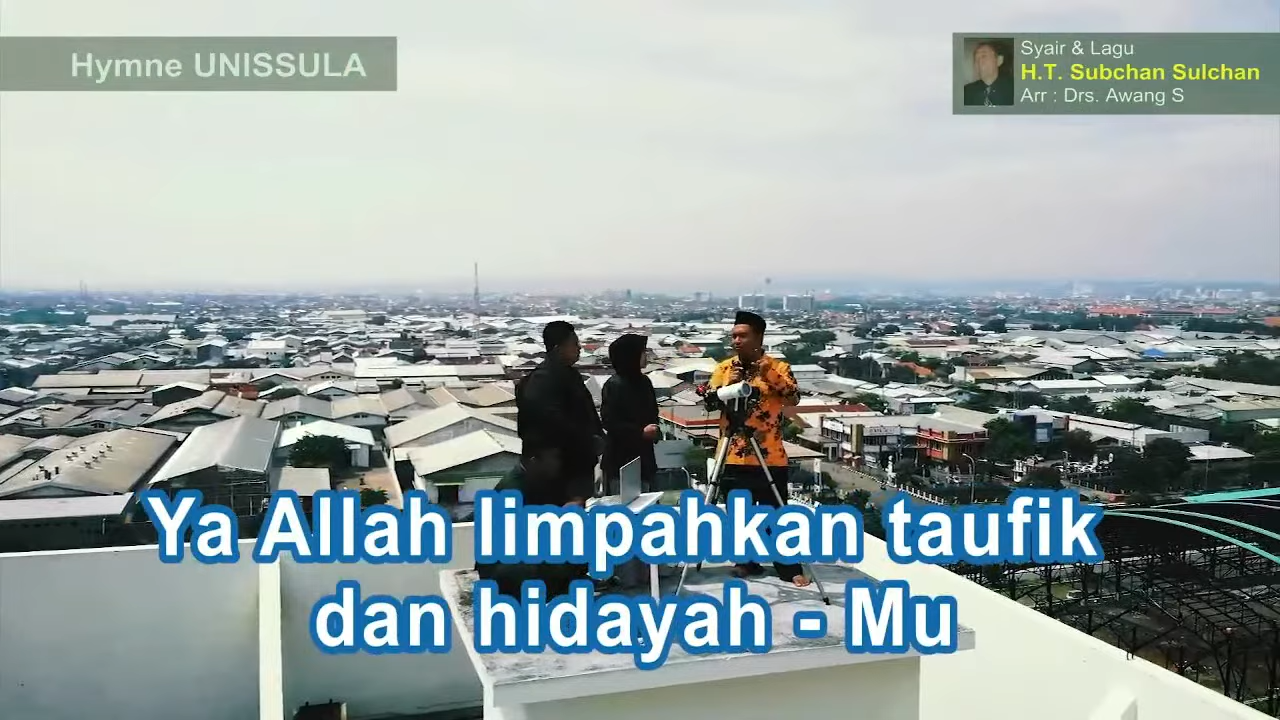 Hymne UNISSULA
Syair & Lagu
H.T. Subchan Sulchan
Arr : Drs. Awang S
Ya Allah limpahkan taufik
dan hidayah - Mu